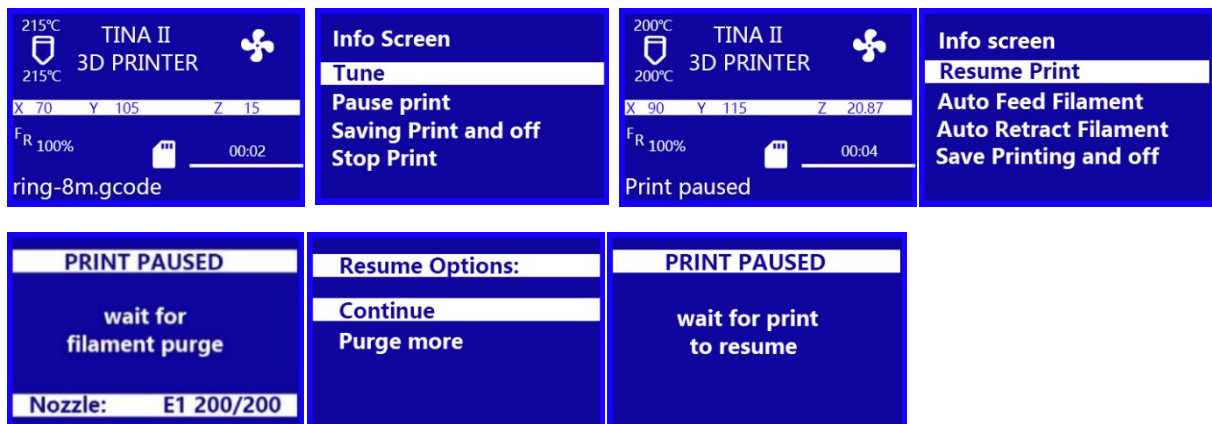 215℃
TINA II
3D PRINTER
215℃
X 70 Y 105 Z 15
FR 100%
00:02
ring-8m.gcode
Info Screen
Tune
Pause print
Saving Print and off
Stop Print
200℃
TINA II
3D PRINTER
200℃
X 90 Y 115 Z 20.87
FR 100%
00:04
Print paused
Info screen
Resume Print
Auto Feed Filament
Auto Retract Filament
Save Printing and off
PRINT PAUSED
wait for
filament purge
Nozzle: E1 200/200
Resume Options:
Continue
Purge more
PRINT PAUSED
wait for print
to resume